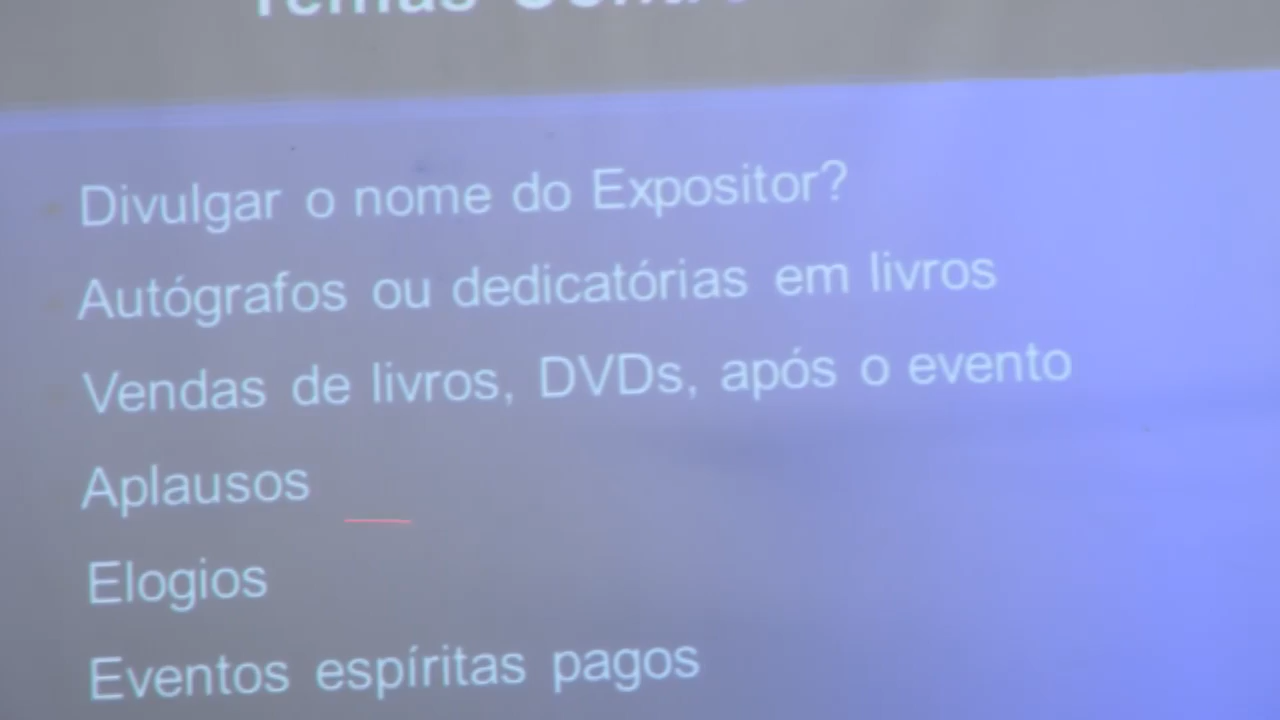 Temas
Divulgar o nome do Expositor?
Autógrafos ou dedicatórias em livros
Vendas de livros, DVDs, após o evento
Aplausos
Elogios
Eventos espíritas pagos